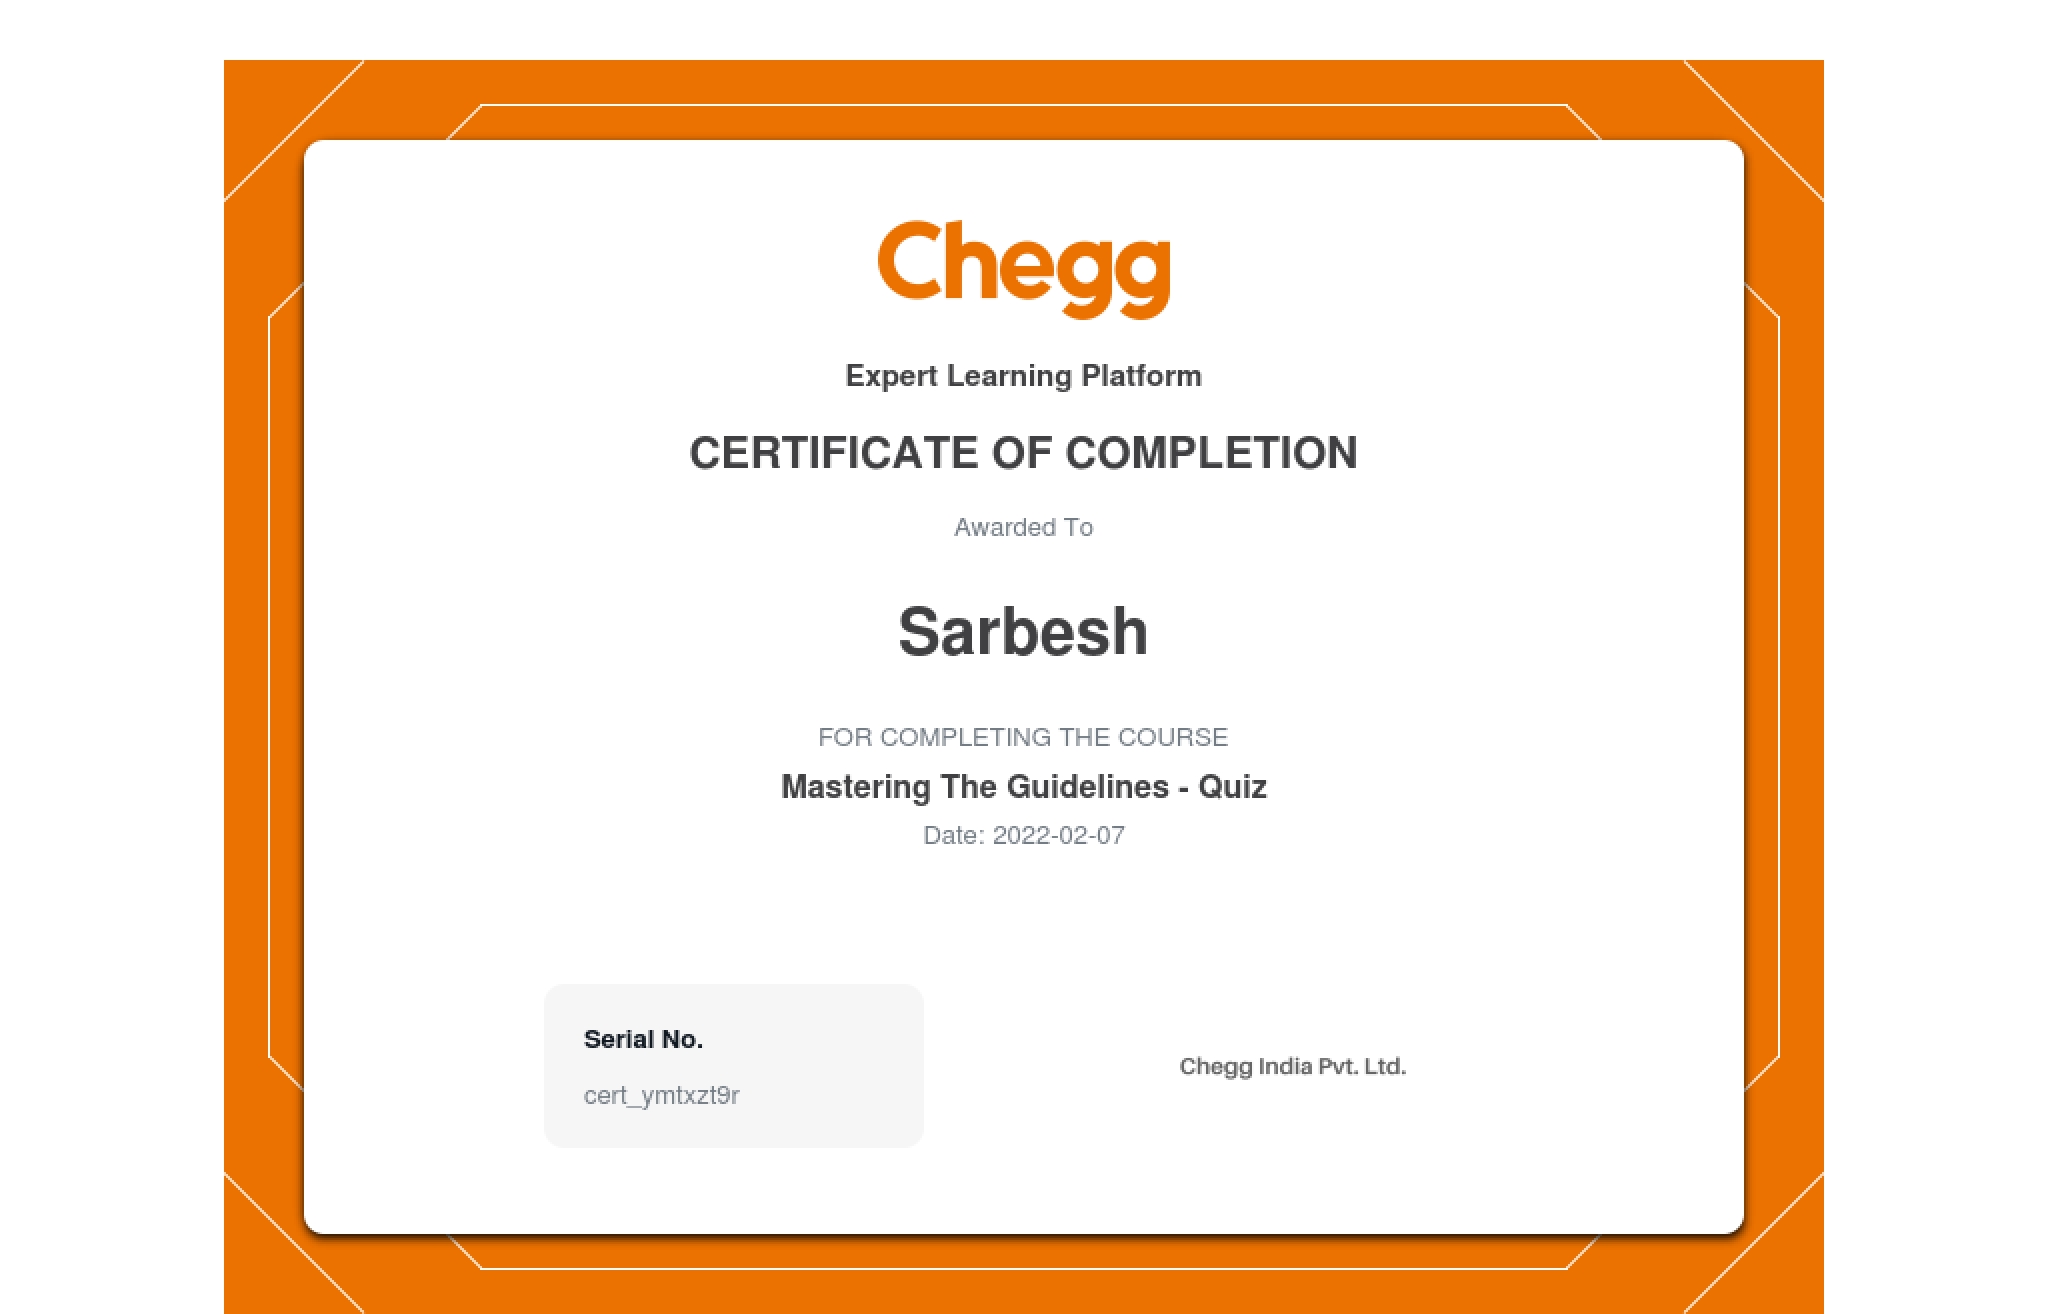 Chegg
Expert Learning Platform
CERTIFICATE OF COMPLETION
Awarded To
Sarbesh
FOR COMPLETING THE COURSE
Mastering The Guidelines - Quiz
Date: 2022-02-07
Serial No.
cert_ymtxzt9r
Chegg India Pvt. Ltd.